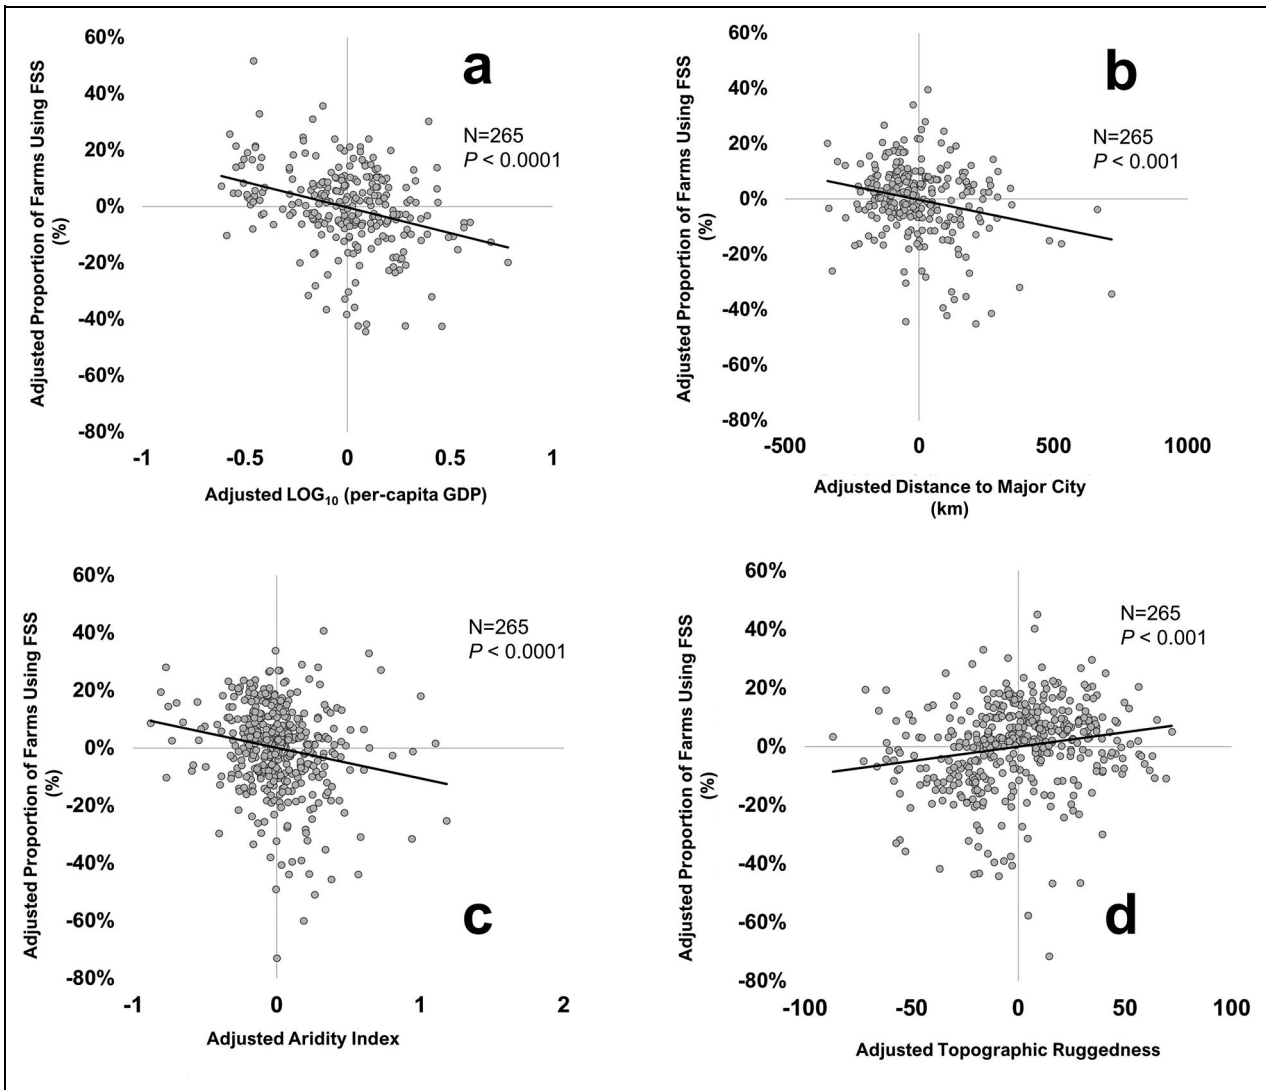 a
60%
40%
20%
0%
-20%
-40%
-60%
-80%
-1
-0.5
0
0.5
1
N=265
P < 0.0001
Adjusted Proportion of Farms Using FSS
(%)
Adjusted LOG10 (per-capita GDP)
b
60%
40%
20%
0%
-20%
-40%
-60%
-80%
-500
0
500
1000
N=265
P < 0.001
Adjusted Proportion of Farms Using FSS
(%)
Adjusted Distance to Major City
(km)
60%
40%
20%
0%
-20%
-40%
-60%
-80%
-1
0
1
2
N=265
P < 0.0001
c
Adjusted Proportion of Farms Using FSS
(%)
Adjusted Aridity Index
60%
40%
20%
0%
-20%
-40%
-60%
-80%
-100
-50
0
50
100
N=265
P < 0.001
d
Adjusted Proportion of Farms Using FSS
(%)
Adjusted Topographic Ruggedness